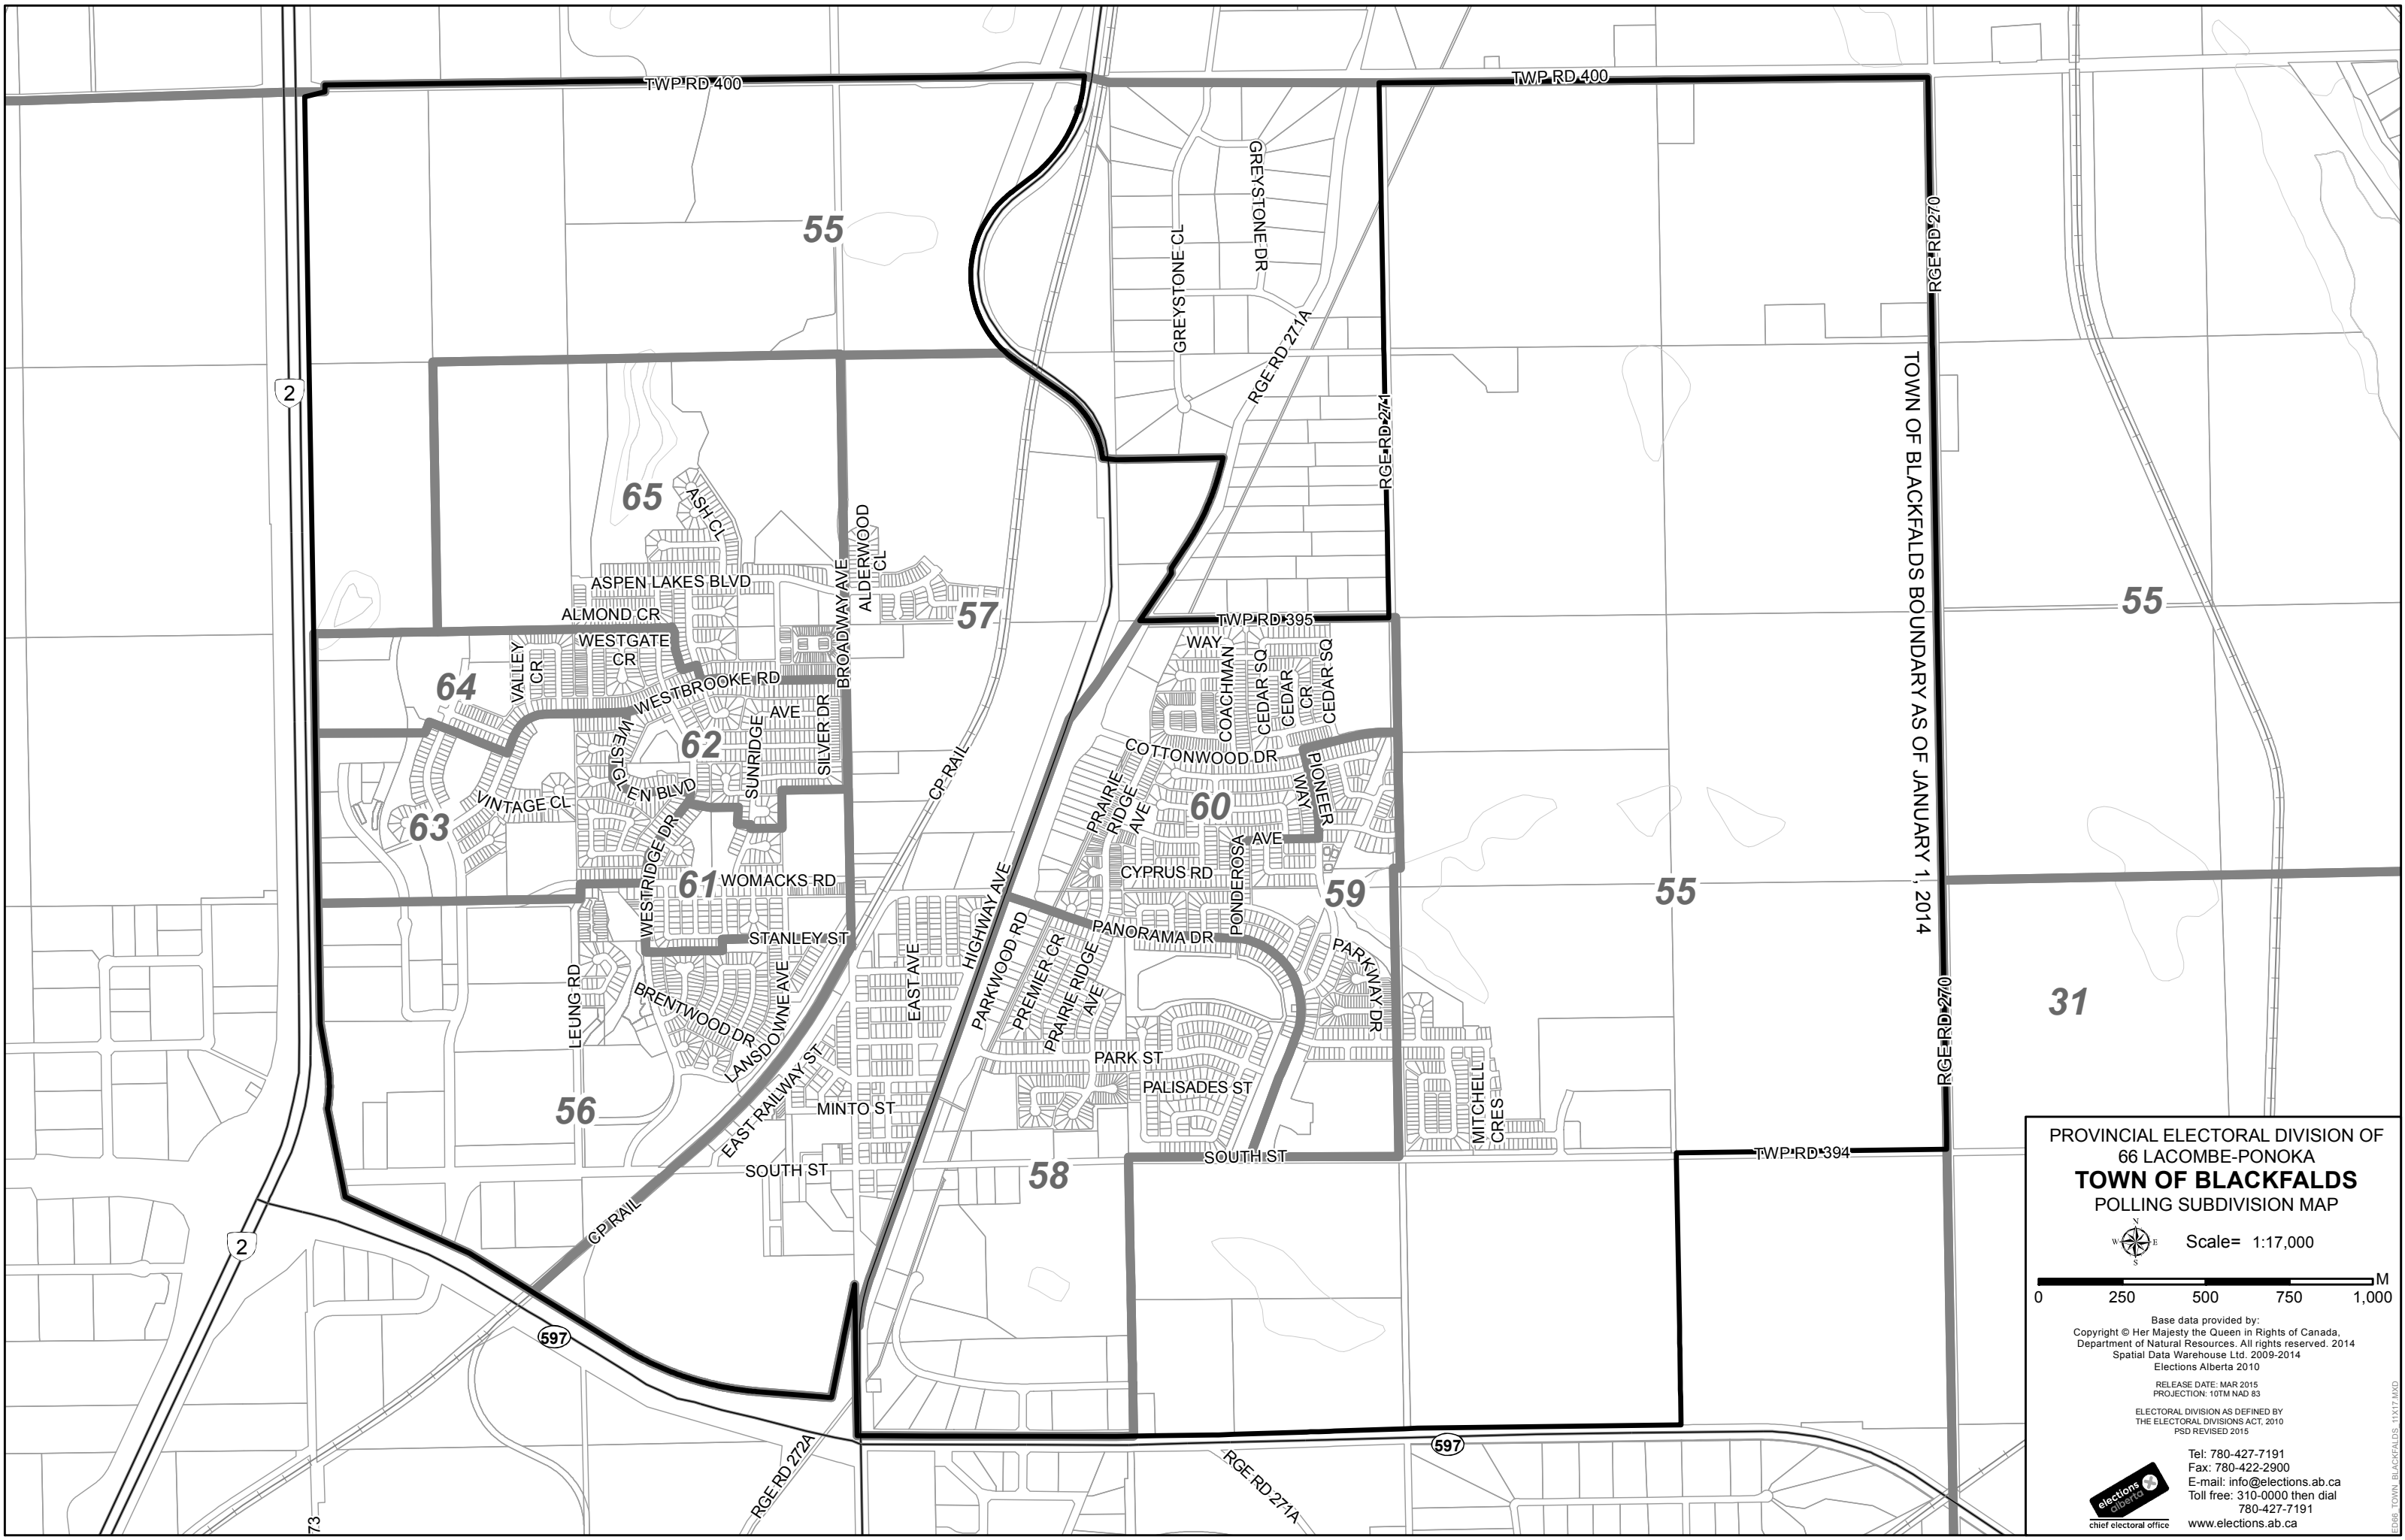 TWP RD 400
TWP RD 400
GREYSTONE DR
GREYSTONE CL
RGE RD 270
55
RGE RD 271A
2
RGE RD 271
TOWN OF BLACKFALDS BOUNDARY AS OF JANUARY 1, 2014
65
ASH CL
ALDERWOOD
CL
ASPEN LAKES BLVD
BROADWAY AVE
ALMOND CR
57
55
TWP RD 395
WESTGATE
CR
WAY
VALLEY
CR
64
WESTBROOKE RD
COACHMAN
CEDAR SQ
CEDAR
CR
CEDAR SQ
AVE
WESTGLEN BLVD
62
SUNRIDGE
SILVER DR
CP RAIL
COTTONWOOD DR
PIONEER
WAY
VINTAGE CL
63
PRAIRIE
RIDGE
AVE
60
AVE
WESTRIDGE DR
PONDEROSA
61
WOMACKS RD
CYPRUS RD
59
55
HIGHWAY AVE
STANLEY ST
PANORAMA DR
PARKWOOD RD
PREMIER CR
PRAIRIE RIDGE
AVE
PARKWAY DR
EAST AVE
LEUNG RD
BRENTWOOD DR
LANSDOWNE AVE
RGE RD 270
31
PARK ST
PALISADES ST
MITCHELL
CRES
56
EAST RAILWAY ST
MINTO ST
SOUTH ST
58
SOUTH ST
TWP RD 394
CP RAIL
2
597
597
RGE RD 272A
RGE RD 271A
73
PROVINCIAL ELECTORAL DIVISION OF
66 LACOMBE-PONOKA
TOWN OF BLACKFALDS
POLLING SUBDIVISION MAP
N
W E
S
Scale= 1:17,000
M
0 250 500 750 1,000
Base data provided by:
Copyright © Her Majesty the Queen in Rights of Canada,
Department of Natural Resources. All rights reserved. 2014
Spatial Data Warehouse Ltd. 2009-2014
Elections Alberta 2010
RELEASE DATE: MAR 2015
PROJECTION: 10TM NAD 83
ELECTORAL DIVISION AS DEFINED BY
THE ELECTORAL DIVISIONS ACT, 2010
PSD REVISED 2015
Tel: 780-427-7191
Fax: 780-422-2900
E-mail: info@elections.ab.ca
Toll free: 310-0000 then dial
780-427-7191
www.elections.ab.ca
elections
alberta
chief electoral office